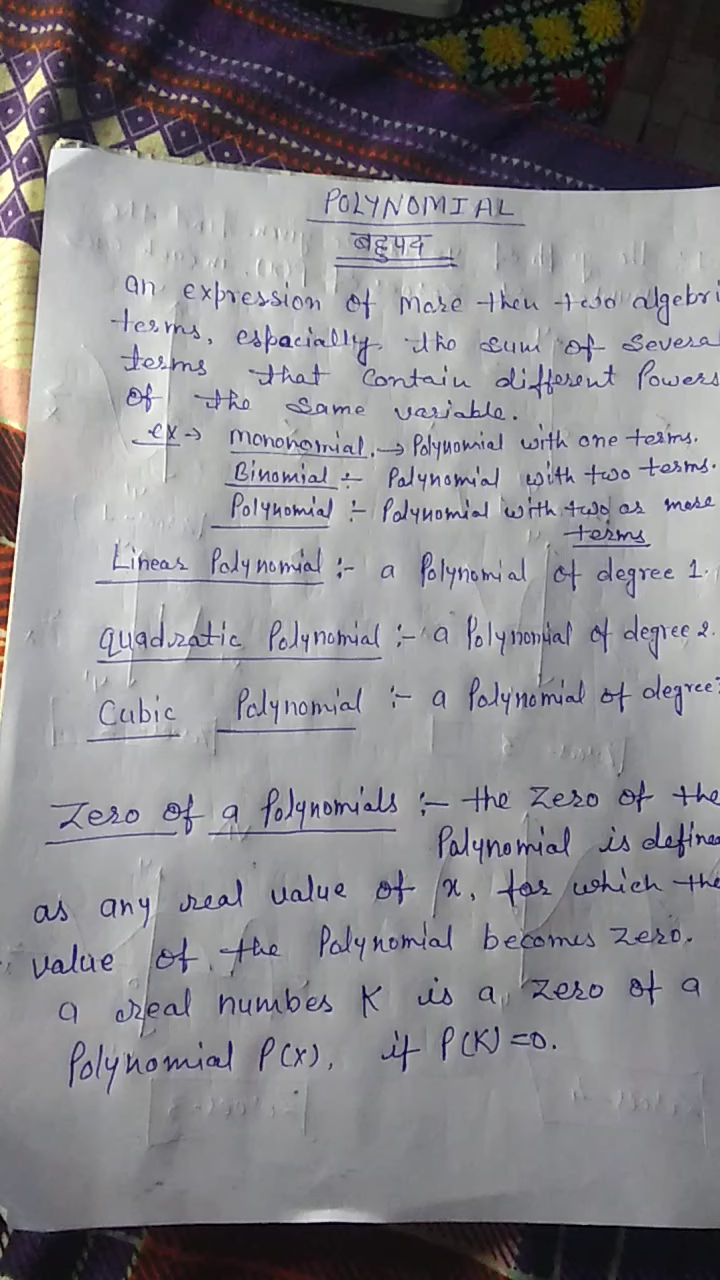 POLYNOMIAL
बहुपद
an expression of more then two algebri
terms, espacially the sum of Severa
terms that Contain different Powers
of the same variable.
ex → Monohomial. → Polynomial with one terms.
Binomial :- Polynomial with two terms.
Polynomial :- Polynomial with two or more
terms
Linear Polynomial :- a Polynomial of degree 1.
quadratic Polynomial :- a Polynomial of degree 2.
Cubic Polynomial :- a Polynomial of degree
Zero of a Polynomials :- the Zero of the
Polynomial is define
as any real value of x, for which the
value of the Polynomial becomes Zero.
a real number K is a Zero of a
Polynomial P(x), if P(K)=0.